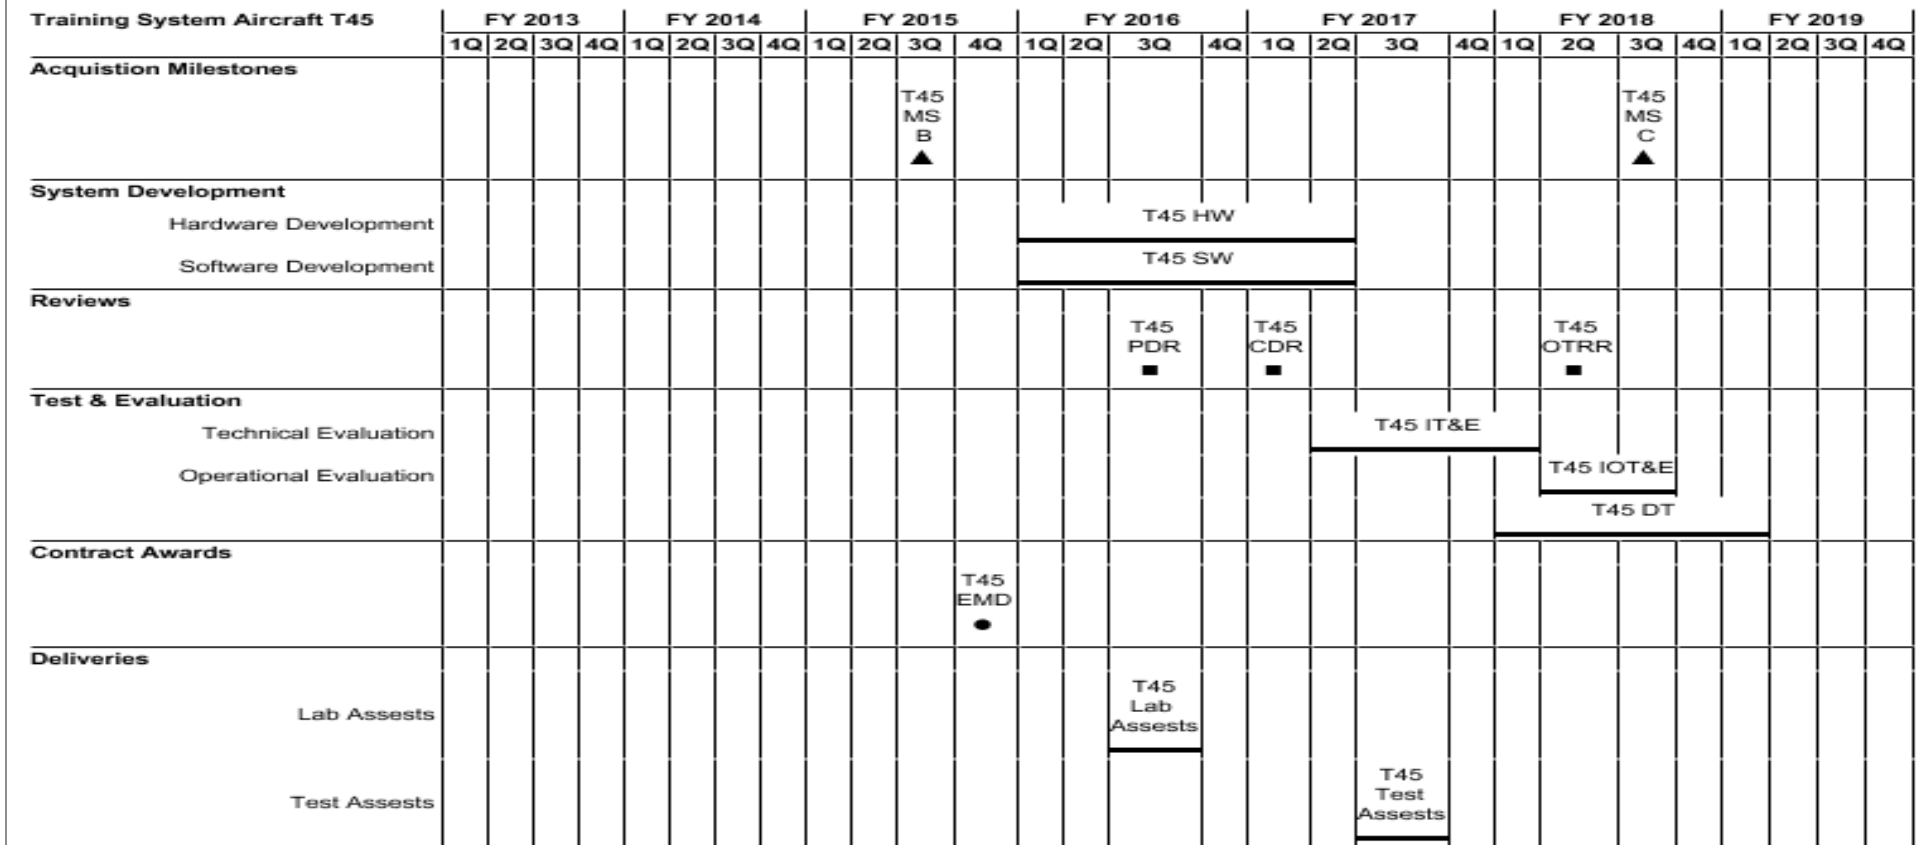 Training System Aircraft T45 FY 2013 FY 2014 FY 2015 FY 2016 FY 2017 FY 2018 FY 2019
1Q 2Q 3Q 4Q 1Q 2Q 3Q 4Q 1Q 2Q 3Q 4Q 1Q 2Q 3Q 4Q 1Q 2Q 3Q 4Q 1Q 2Q 3Q 4Q 1Q 2Q 3Q 4Q
Acquistion Milestones
T45 T45
MS MS
B C
System Development
Hardware Development T45 HW
Software Development T45 SW
Reviews
T45 T45 T45
PDR CDR OTRR
Test & Evaluation
Technical Evaluation T45 IT&E
Operational Evaluation T45 IOT&E
T45 DT
Contract Awards
T45
EMD
Deliveries
T45
Lab Assests Lab
Assests
T45
Test Assests Test
Assests